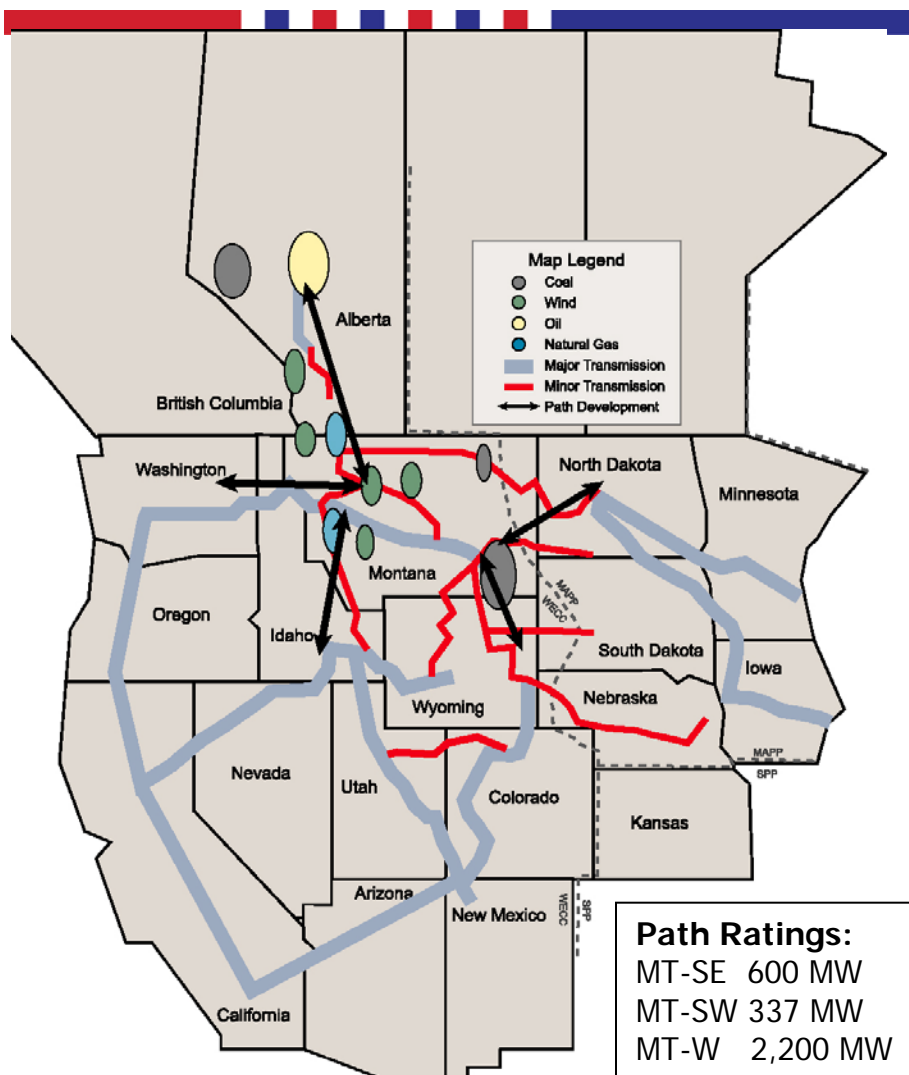 Map Legend
Coal
Wind
Oil
Natural Gas
Major Transmission
Minor Transmission
Path Development
Alberta
British Columbia
Washington
North Dakota
Minnesota
Montana
MAPP
WECC
Oregon
Idaho
South Dakota
Iowa
Wyoming
Nebraska
MAPP
SPP
Nevada
Utah
Colorado
Kansas
Arizona
New Mexico
WECC
SPP
California
Path Ratings:
MT-SE 600 MW
MT-SW 337 MW
MT-W 2,200 MW